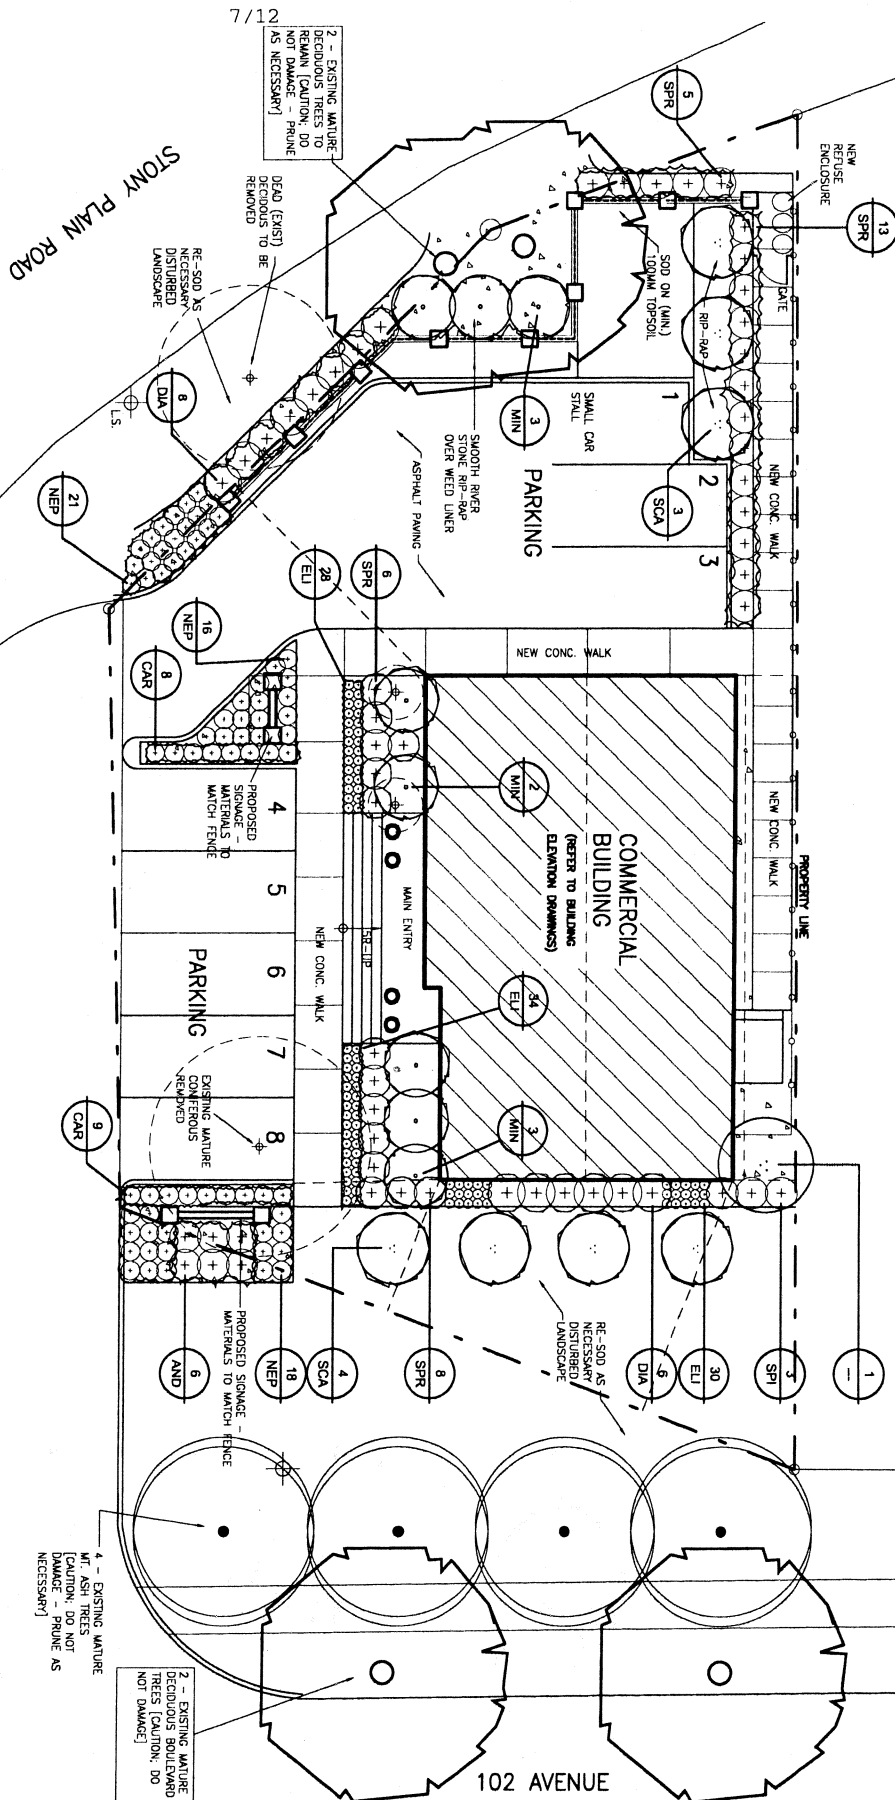 7/12
2 - EXISTING MATURE
DECIDUOUS TREES TO
REMAIN [CAUTION: DO
NOT DAMAGE - PRUNE
AS NECESSARY]
STONY PLAIN ROAD
DEAD (EXIST)
DECIDOUS TO BE
REMOVED
RE-SOD AS
NECESSARY
DISTURBED
LANDSCAPE
L.S.
5
SPR
NEW
REFUSE
ENCLOSURE
13
SPR
GATE
SOD ON (MIN.)
100MM TOPSOIL
RIP-RAP
8
DIA
3
MIN
SMALL CAR
STALL
1
2
3
PARKING
3
SCA
NEW CONC. WALK
SMOOTH RIVER
STONE RIP-RAP
OVER WEED LINER
ASPHALT PAVING
21
NEP
28
ELI
6
SPR
16
NEP
8
CAR
NEW CONC. WALK
2
MIN
PROPOSED
SIGNAGE -
MATERIALS TO
MATCH FENCE
4
5
6
7
8
PARKING
MAIN ENTRY
5R-UP
NEW CONC. WALK
COMMERCIAL
BUILDING
(REFER TO BUILDING
ELEVATION DRAWINGS)
NEW CONC. WALK
PROPERTY LINE
34
ELI
3
MIN
EXISTING MATURE
CONIFEROUS
REMOVED
9
CAR
6
AND
18
NEP
4
SCA
8
SPR
6
DIA
30
ELI
3
SPI
1
—
PROPOSED SIGNAGE -
MATERIALS TO MATCH FENCE
RE-SOD AS
NECESSARY
DISTURBED
LANDSCAPE
4 - EXISTING MATURE
MT. ASH TREES
[CAUTION: DO NOT
DAMAGE - PRUNE AS
NECESSARY]
2 - EXISTING MATURE
DECIDUOUS BOULEVARD
TREES [CAUTION: DO
NOT DAMAGE]
102 AVENUE